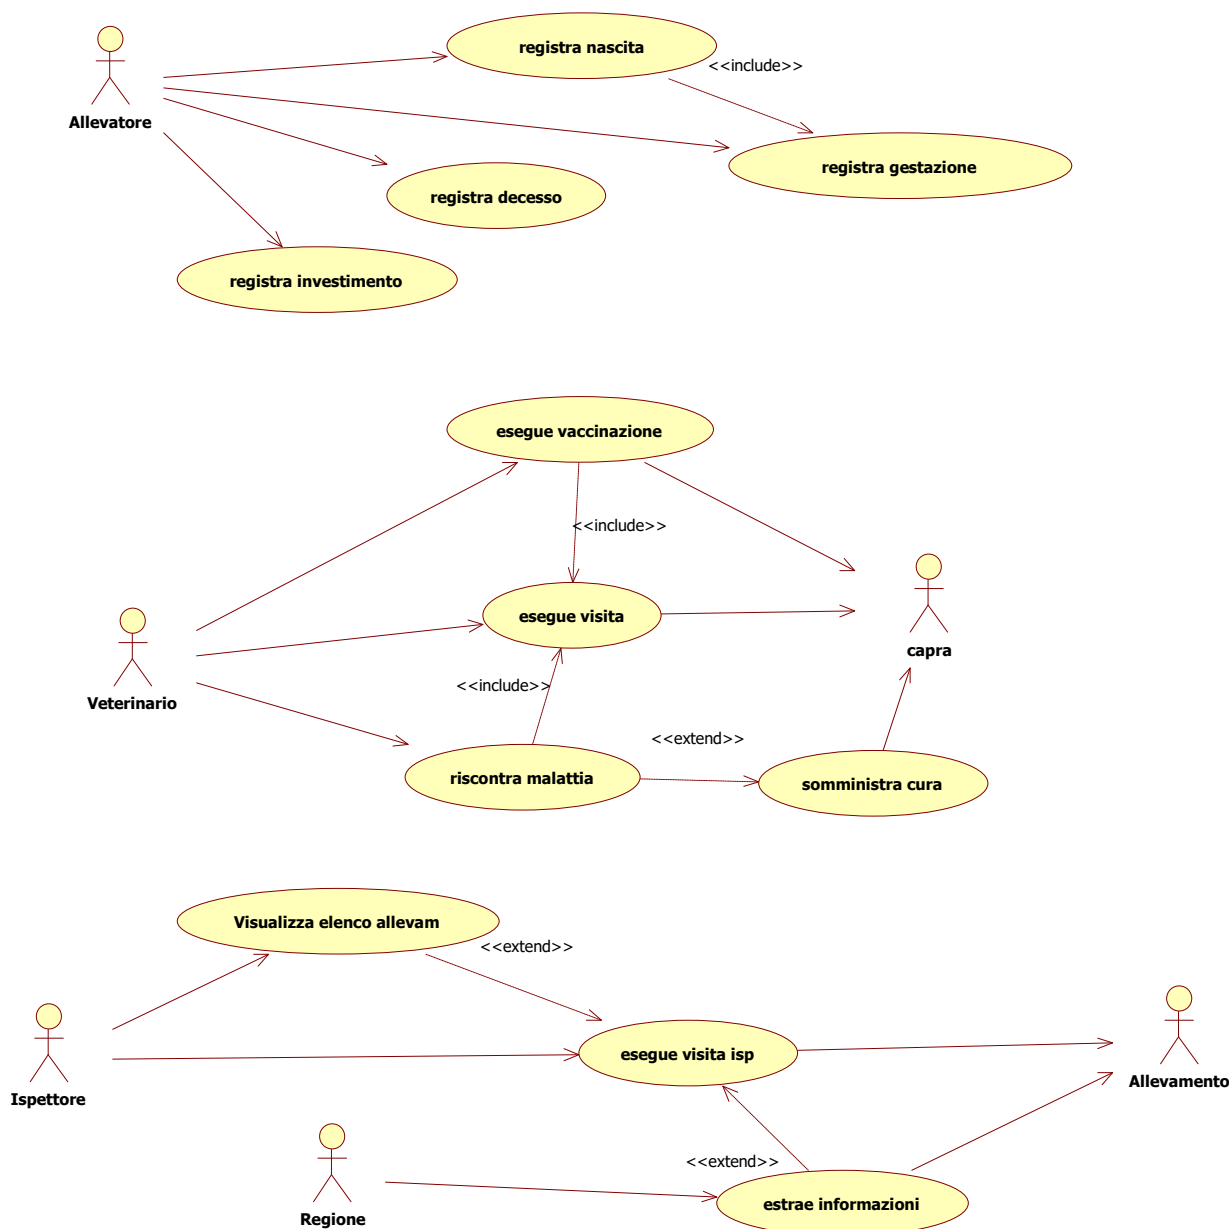 registra nascita
<<include>>
Allevatore
registra gestazione
registra decesso
registra investimento
esegue vaccinazione
<<include>>
esegue visita
capra
<<include>>
Veterinario
<<extend>>
riscontra malattia
somministra cura
Visualizza elenco allevam
<<extend>>
esegue visita isp
Allevamento
Ispettore
<<extend>>
estrae informazioni
Regione